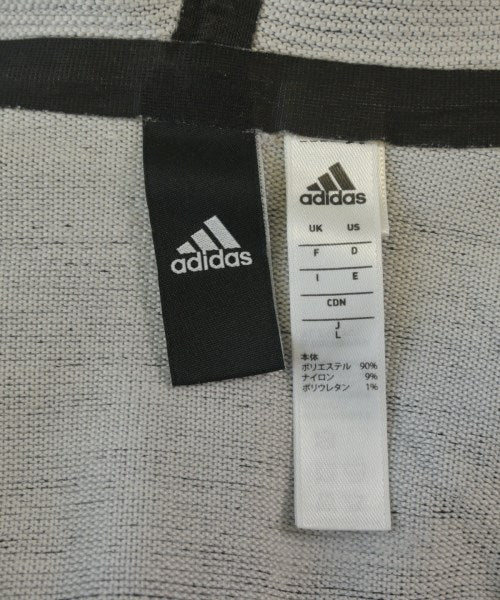 adidas
adidas
UK US
F D
I E
CDN
J
L
本体
ポリエステル 90%
ナイロン 9%
ポリウレタン 1%